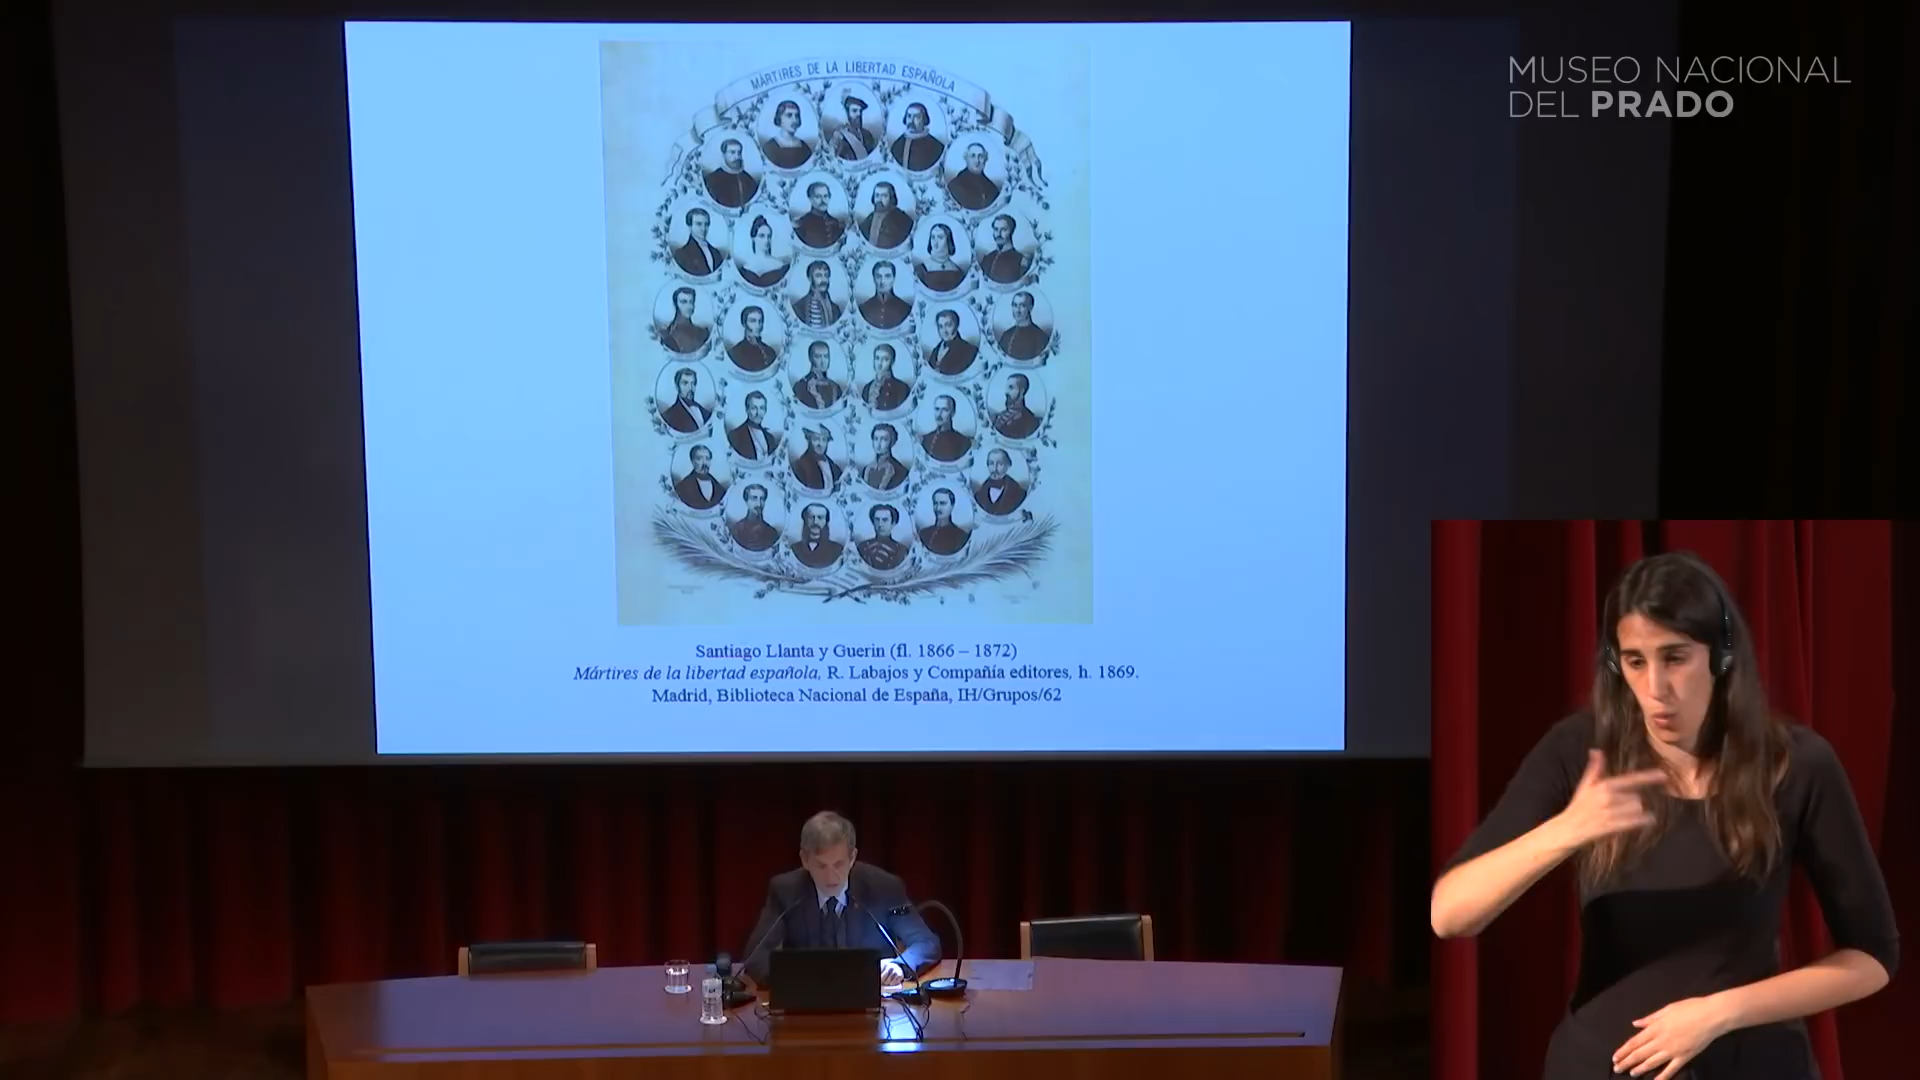 MUSEO NACIONAL
DEL PRADO
MÁRTIRES DE LA LIBERTAD ESPAÑOLA
Santiago Llanta y Guerin (fl. 1866 – 1872)
Mártires de la libertad española, R. Labajos y Compañía editores, h. 1869.
Madrid, Biblioteca Nacional de España, IH/Grupos/62